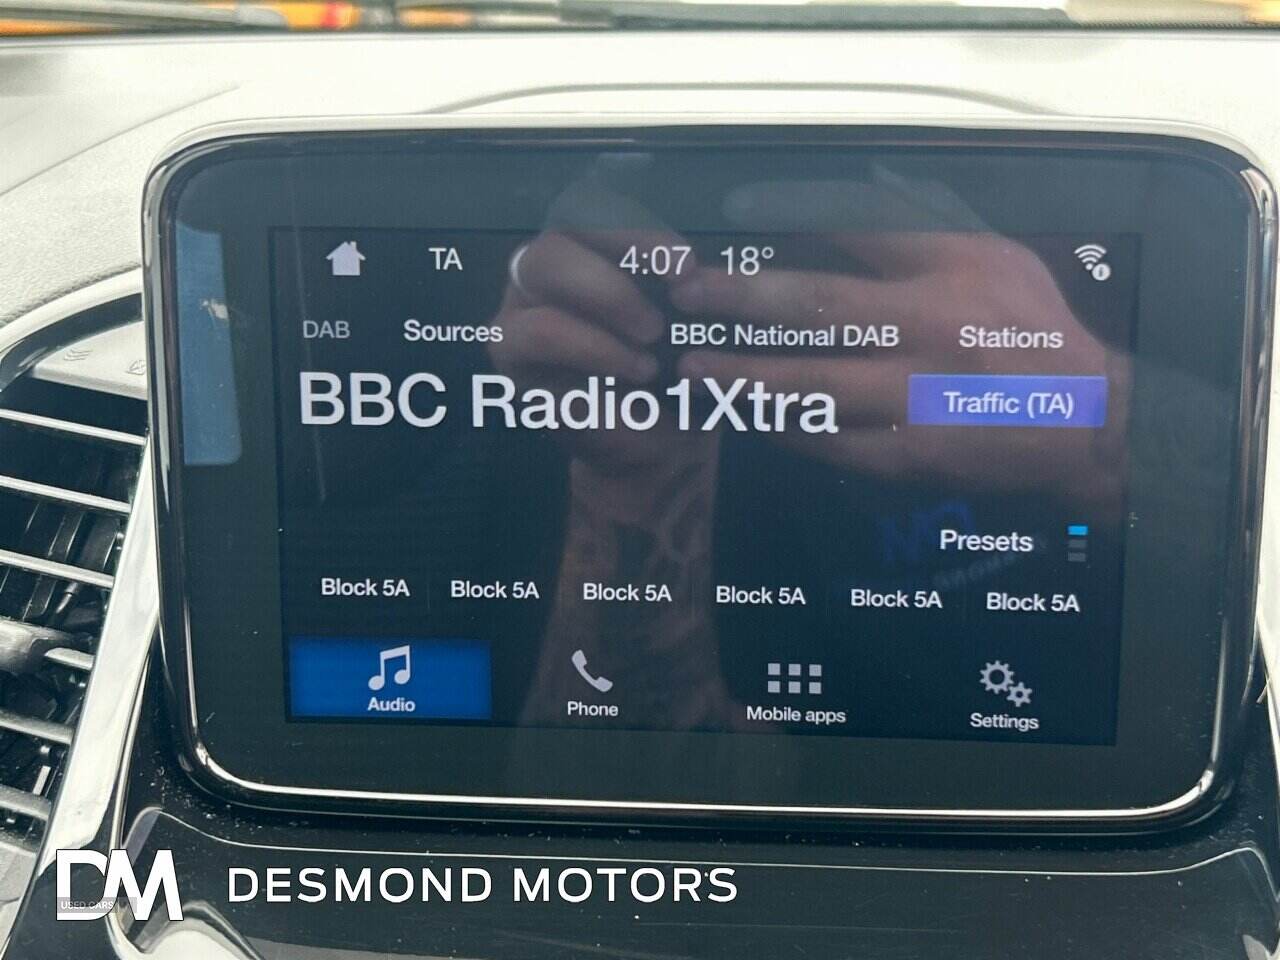 TA 4:07 18°
DAB Sources BBC National DAB Stations
BBC Radio1Xtra Traffic (TA)
Presets
Block 5A Block 5A Block 5A Block 5A Block 5A Block 5A
Audio Phone Mobile apps Settings
DM DESMOND MOTORS
USED CARS